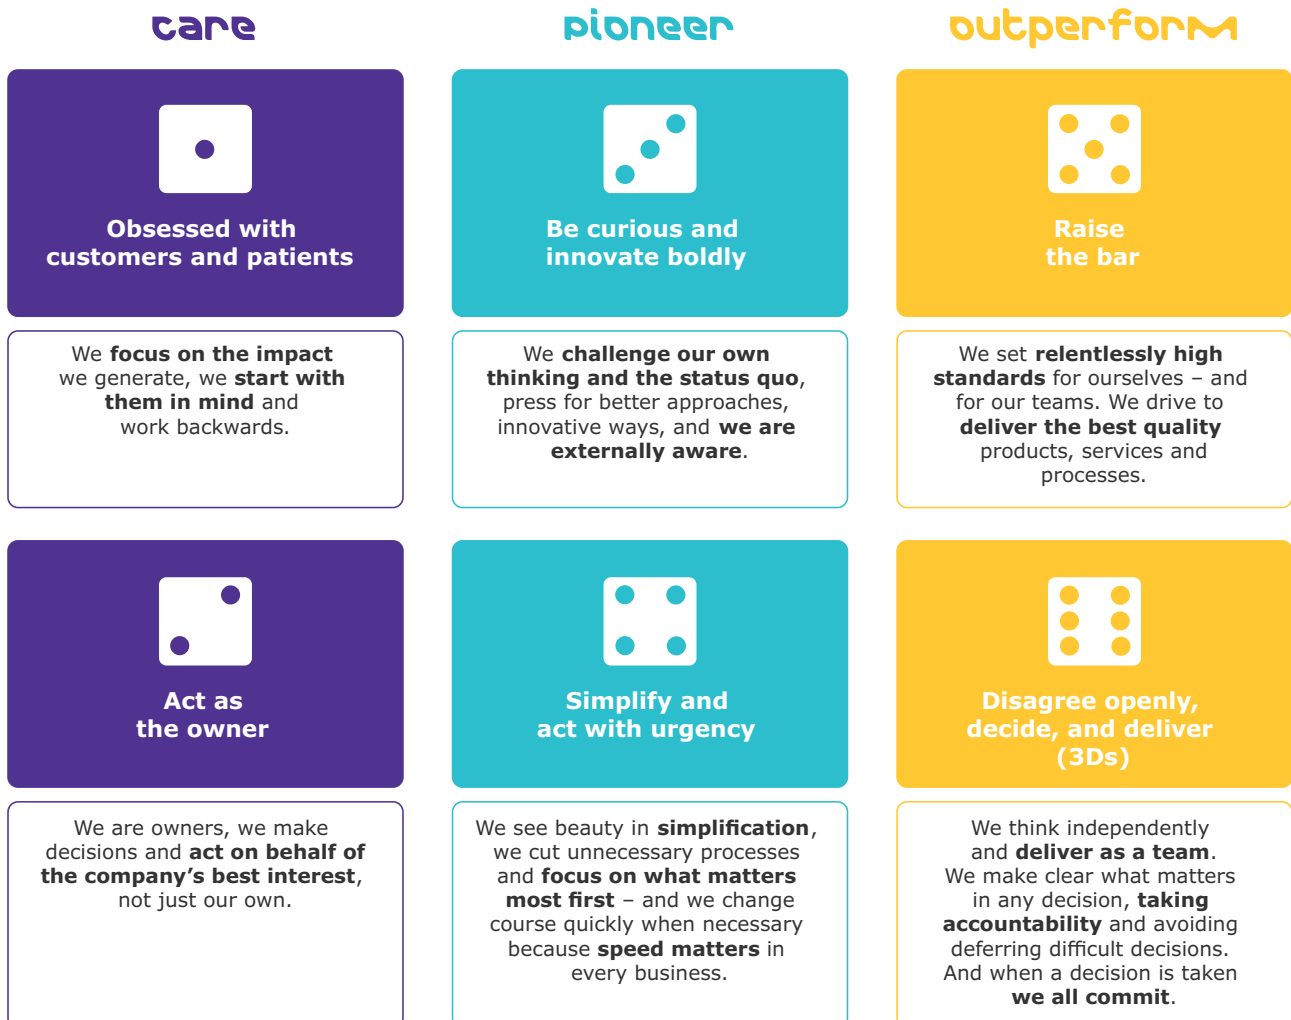 care
pioneer
outperform
Obsessed with
customers and patients
Be curious and
innovate boldly
Raise
the bar
We focus on the impact
we generate, we start with
them in mind and
work backwards.
We challenge our own
thinking and the status quo,
press for better approaches,
innovative ways, and we are
externally aware.
We set relentlessly high
standards for ourselves – and
for our teams. We drive to
deliver the best quality
products, services and
processes.
Act as
the owner
Simplify and
act with urgency
Disagree openly,
decide, and deliver
(3Ds)
We are owners, we make
decisions and act on behalf of
the company’s best interest,
not just our own.
We see beauty in simplification,
we cut unnecessary processes
and focus on what matters
most first – and we change
course quickly when necessary
because speed matters in
every business.
We think independently
and deliver as a team.
We make clear what matters
in any decision, taking
accountability and avoiding
deferring difficult decisions.
And when a decision is taken
we all commit.